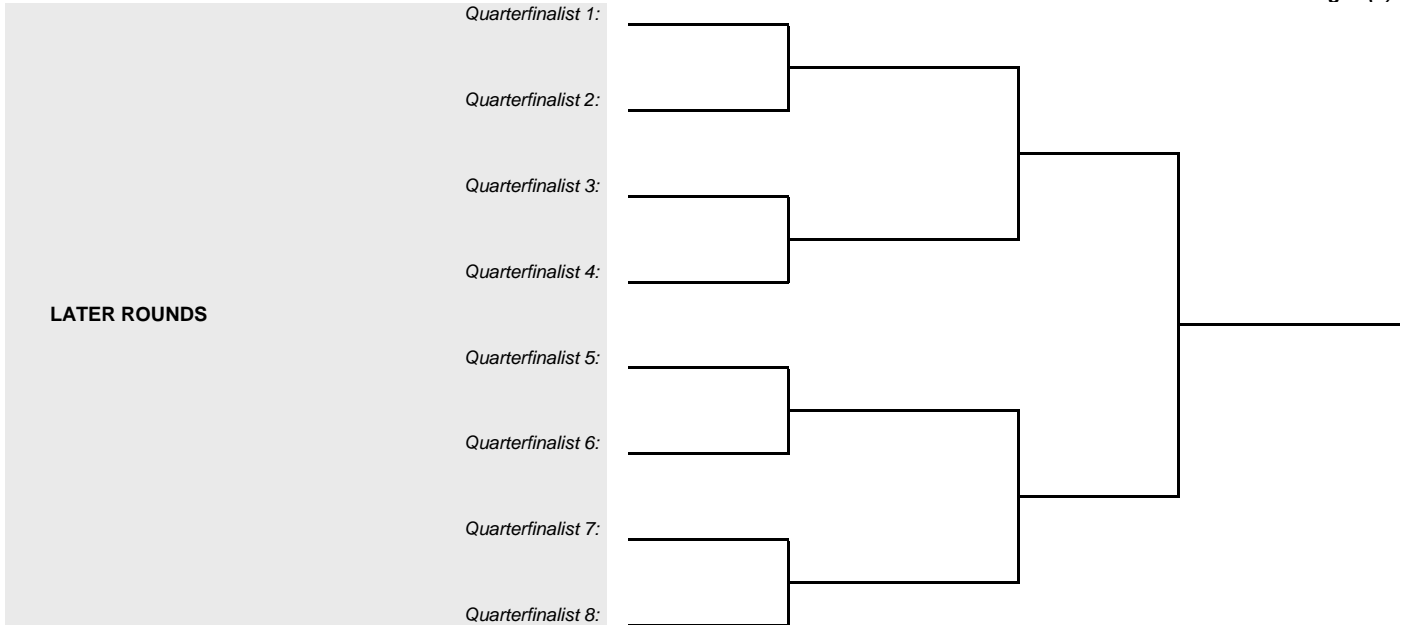 Quarterfinalist 1:
Quarterfinalist 2:
Quarterfinalist 3:
Quarterfinalist 4:
LATER ROUNDS
Quarterfinalist 5:
Quarterfinalist 6:
Quarterfinalist 7:
Quarterfinalist 8: